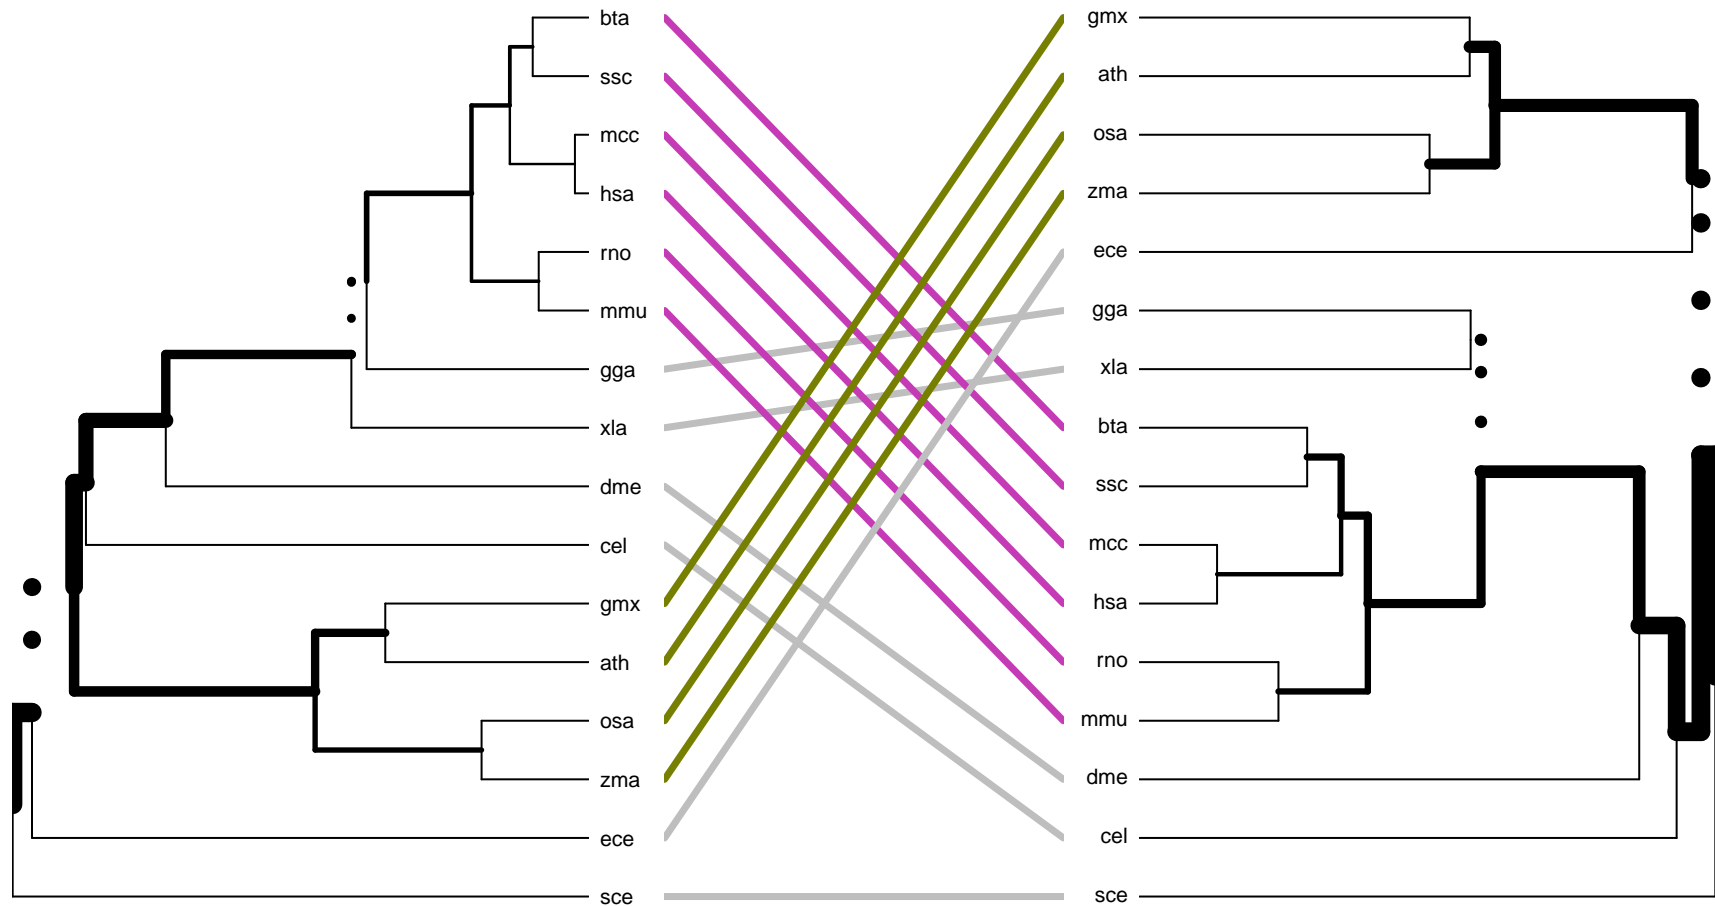 bta
ssc
mcc
hsa
rno
mmu
gga
xla
dme
cel
gmx
ath
osa
zma
ece
sce
gmx
ath
osa
zma
ece
gga
xla
bta
ssc
mcc
hsa
rno
mmu
dme
cel
sce